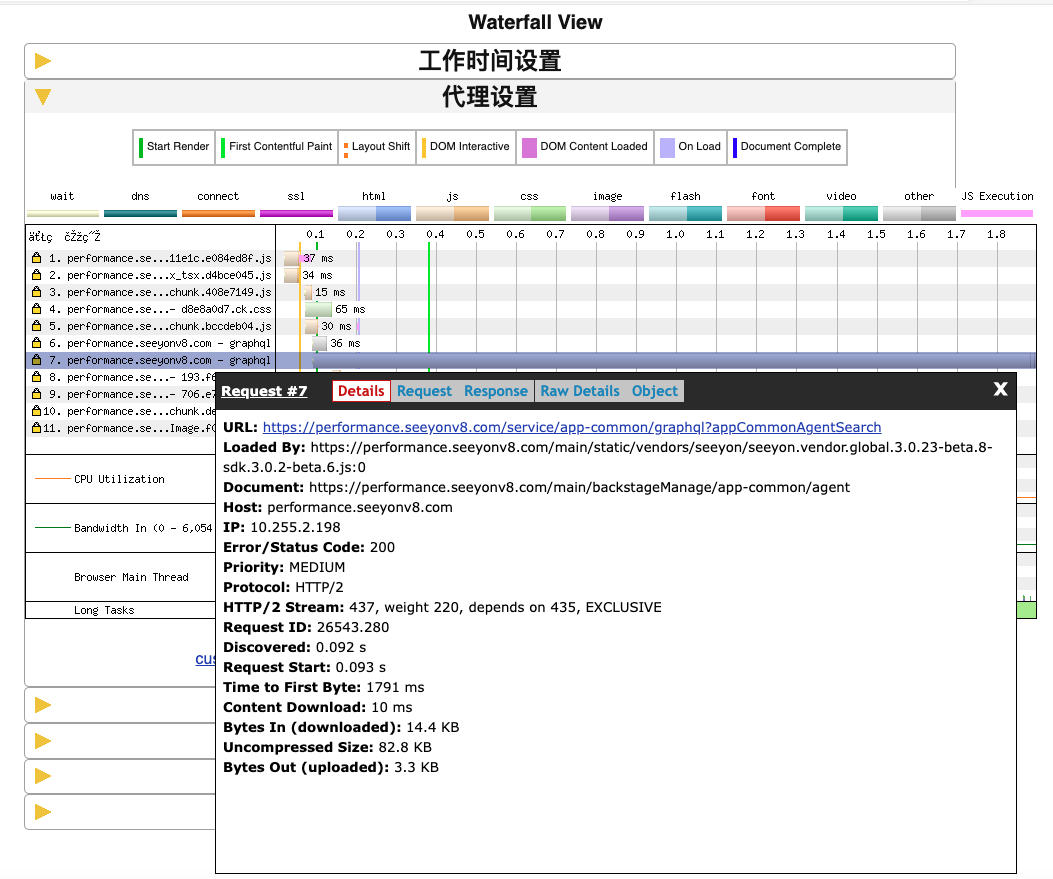 Waterfall View
工作时间设置
代理设置
Start Render First Contentful Paint Layout Shift DOM Interactive DOM Content Loaded On Load Document Complete
wait dns connect ssl html js css image flash font video other JS Execution
äťŁç čŽžç˝Ž 0.1 0.2 0.3 0.4 0.5 0.6 0.7 0.8 0.9 1.0 1.1 1.2 1.3 1.4 1.5 1.6 1.7 1.8
1. performance.se...11e1c.e084ed8f.js 37 ms
2. performance.se...x_tsx.d4bce045.js 34 ms
3. performance.se...chunk.408e7149.js 15 ms
4. performance.se...- d8e8a0d7.ck.css 65 ms
5. performance.se...chunk.bccdeb04.js 30 ms
6. performance.seeyonv8.com - graphql 36 ms
7. performance.seeyonv8.com - graphql
8. performance.se...- 193.f
9. performance.se...- 706.e7
10. performance.se...chunk.de
11. performance.se...Image.f
CPU Utilization
Bandwidth In (0 - 6,054
Browser Main Thread
Long Tasks
cus
Request #7 Details Request Response Raw Details Object X
URL: https://performance.seeyonv8.com/service/app-common/graphql?appCommonAgentSearch
Loaded By: https://performance.seeyonv8.com/main/static/vendors/seeyon/seeyon.vendor.global.3.0.23-beta.8-
sdk.3.0.2-beta.6.js:0
Document: https://performance.seeyonv8.com/main/backstageManage/app-common/agent
Host: performance.seeyonv8.com
IP: 10.255.2.198
Error/Status Code: 200
Priority: MEDIUM
Protocol: HTTP/2
HTTP/2 Stream: 437, weight 220, depends on 435, EXCLUSIVE
Request ID: 26543.280
Discovered: 0.092 s
Request Start: 0.093 s
Time to First Byte: 1791 ms
Content Download: 10 ms
Bytes In (downloaded): 14.4 KB
Uncompressed Size: 82.8 KB
Bytes Out (uploaded): 3.3 KB